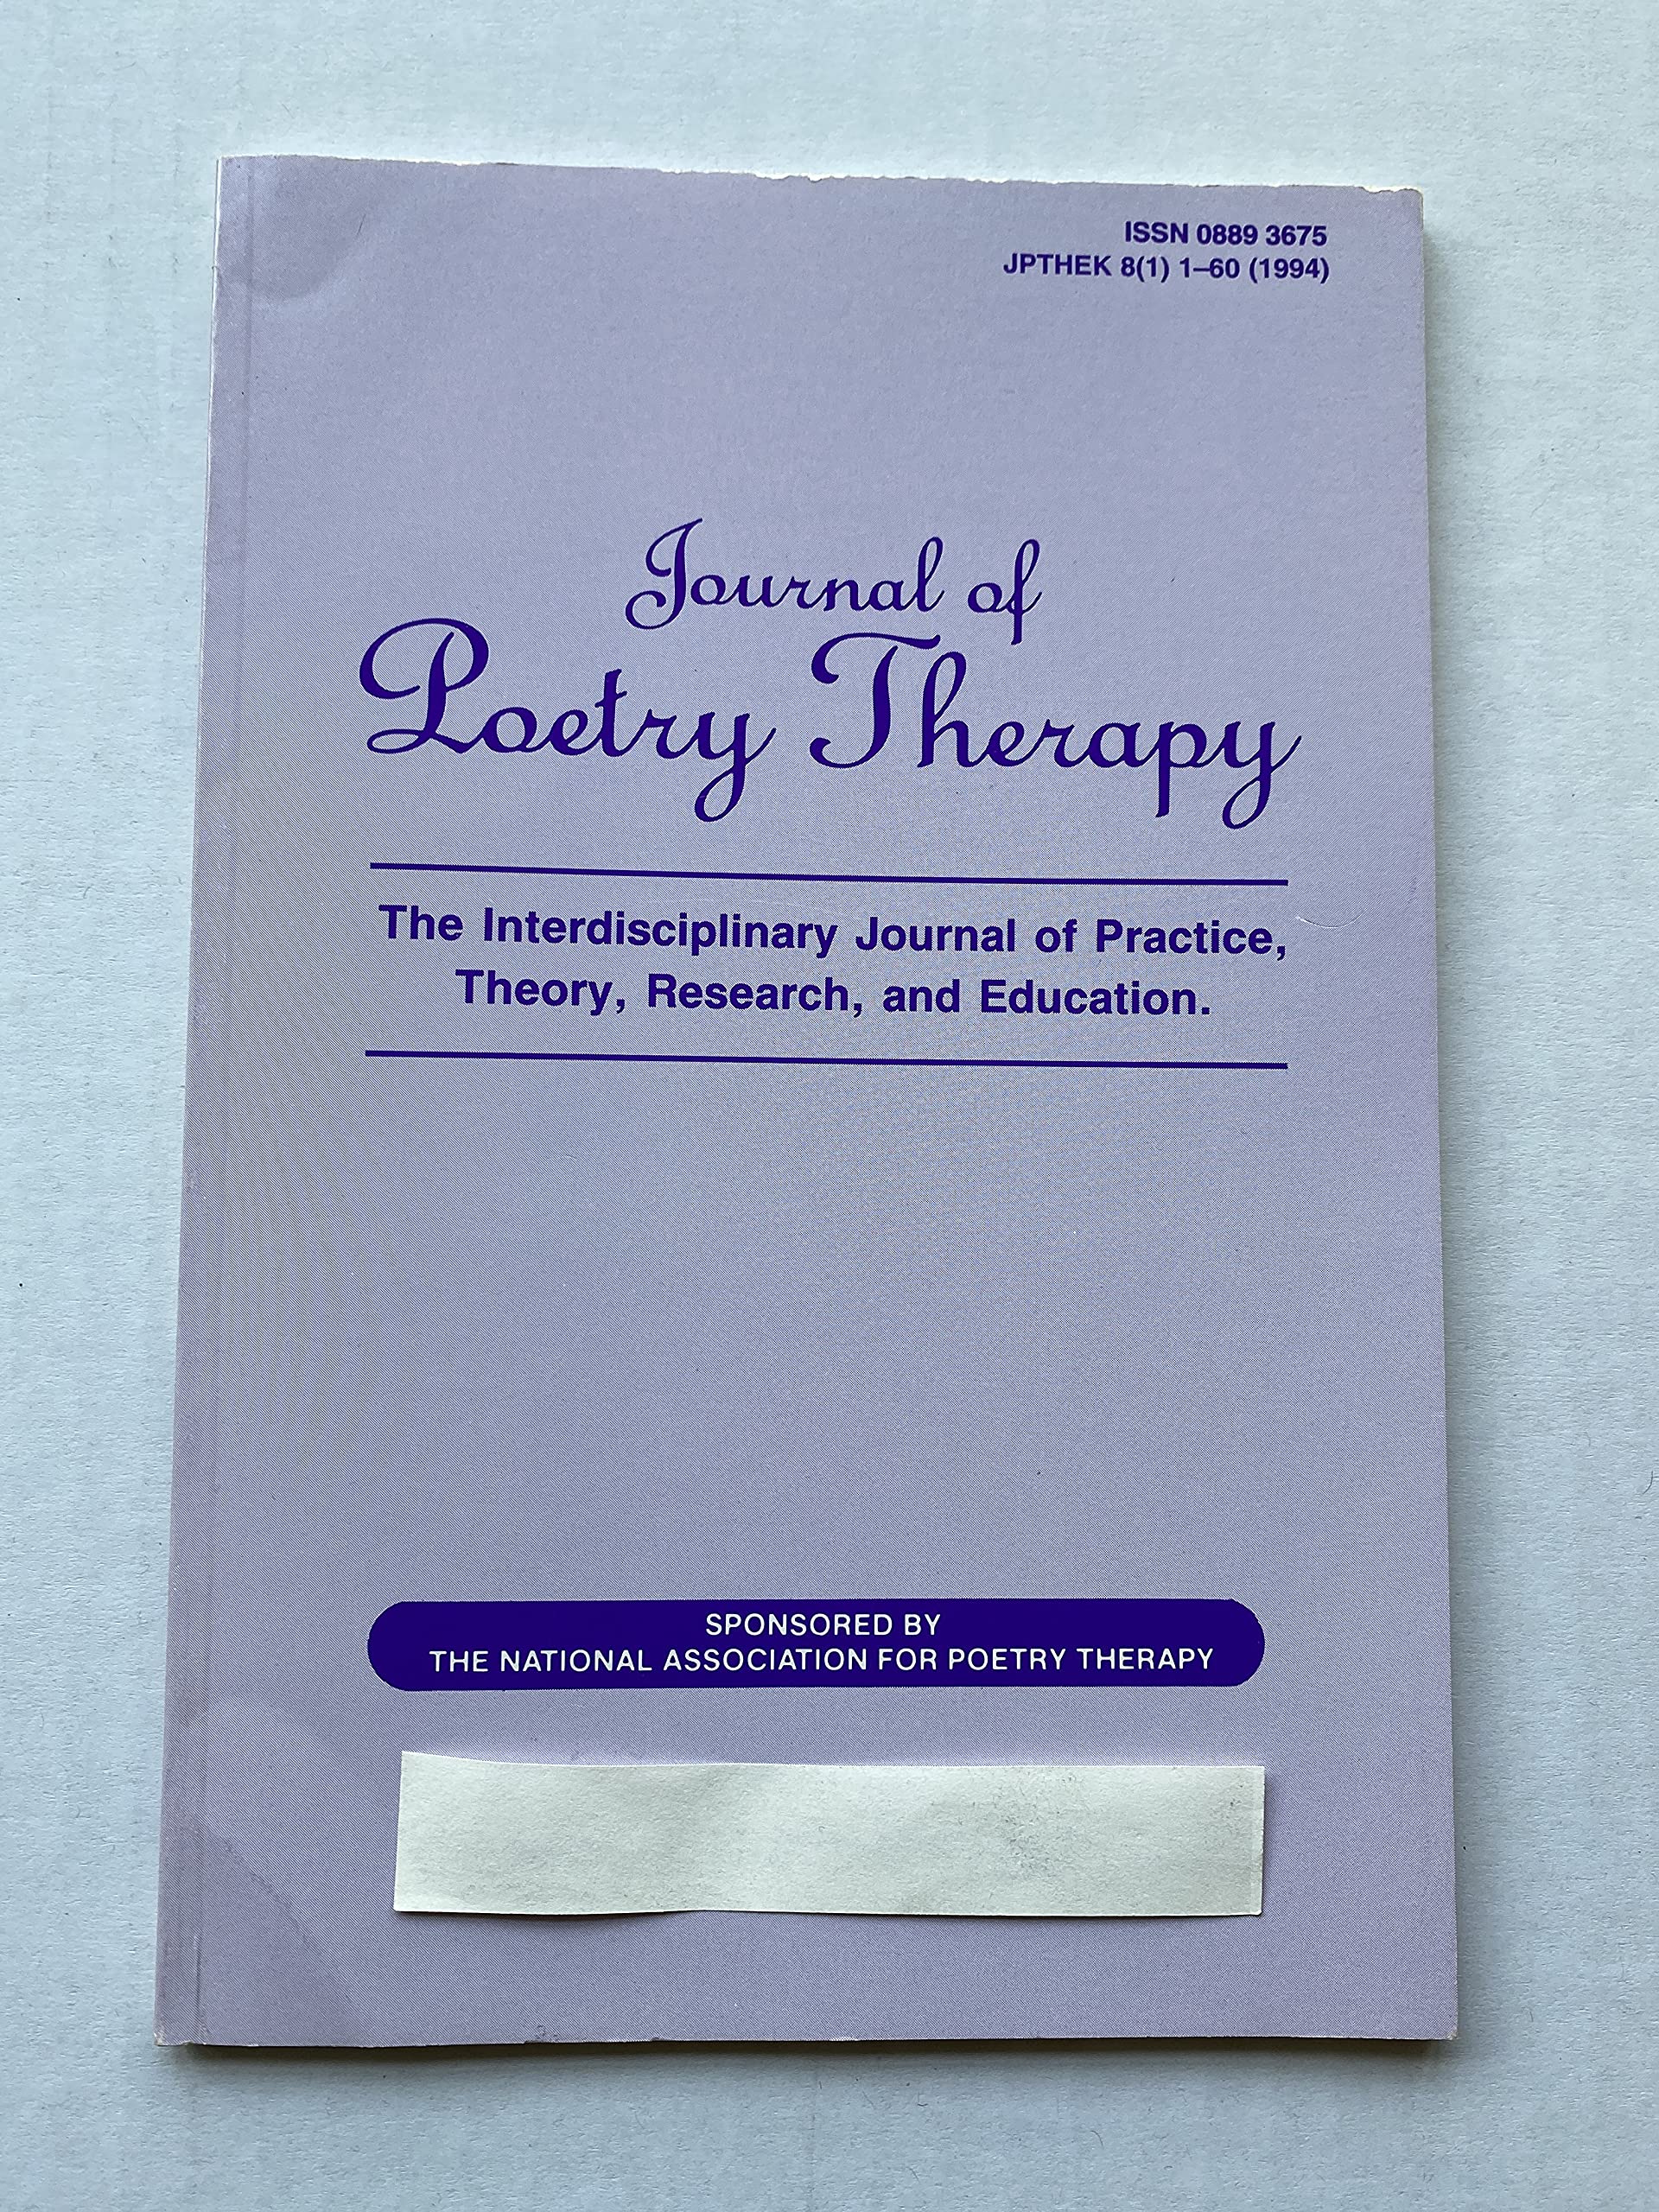 ISSN 0889 3675
JPTHEK 8(1) 1–60 (1994)
Journal of
Poetry Therapy
The Interdisciplinary Journal of Practice,
Theory, Research, and Education.
SPONSORED BY
THE NATIONAL ASSOCIATION FOR POETRY THERAPY